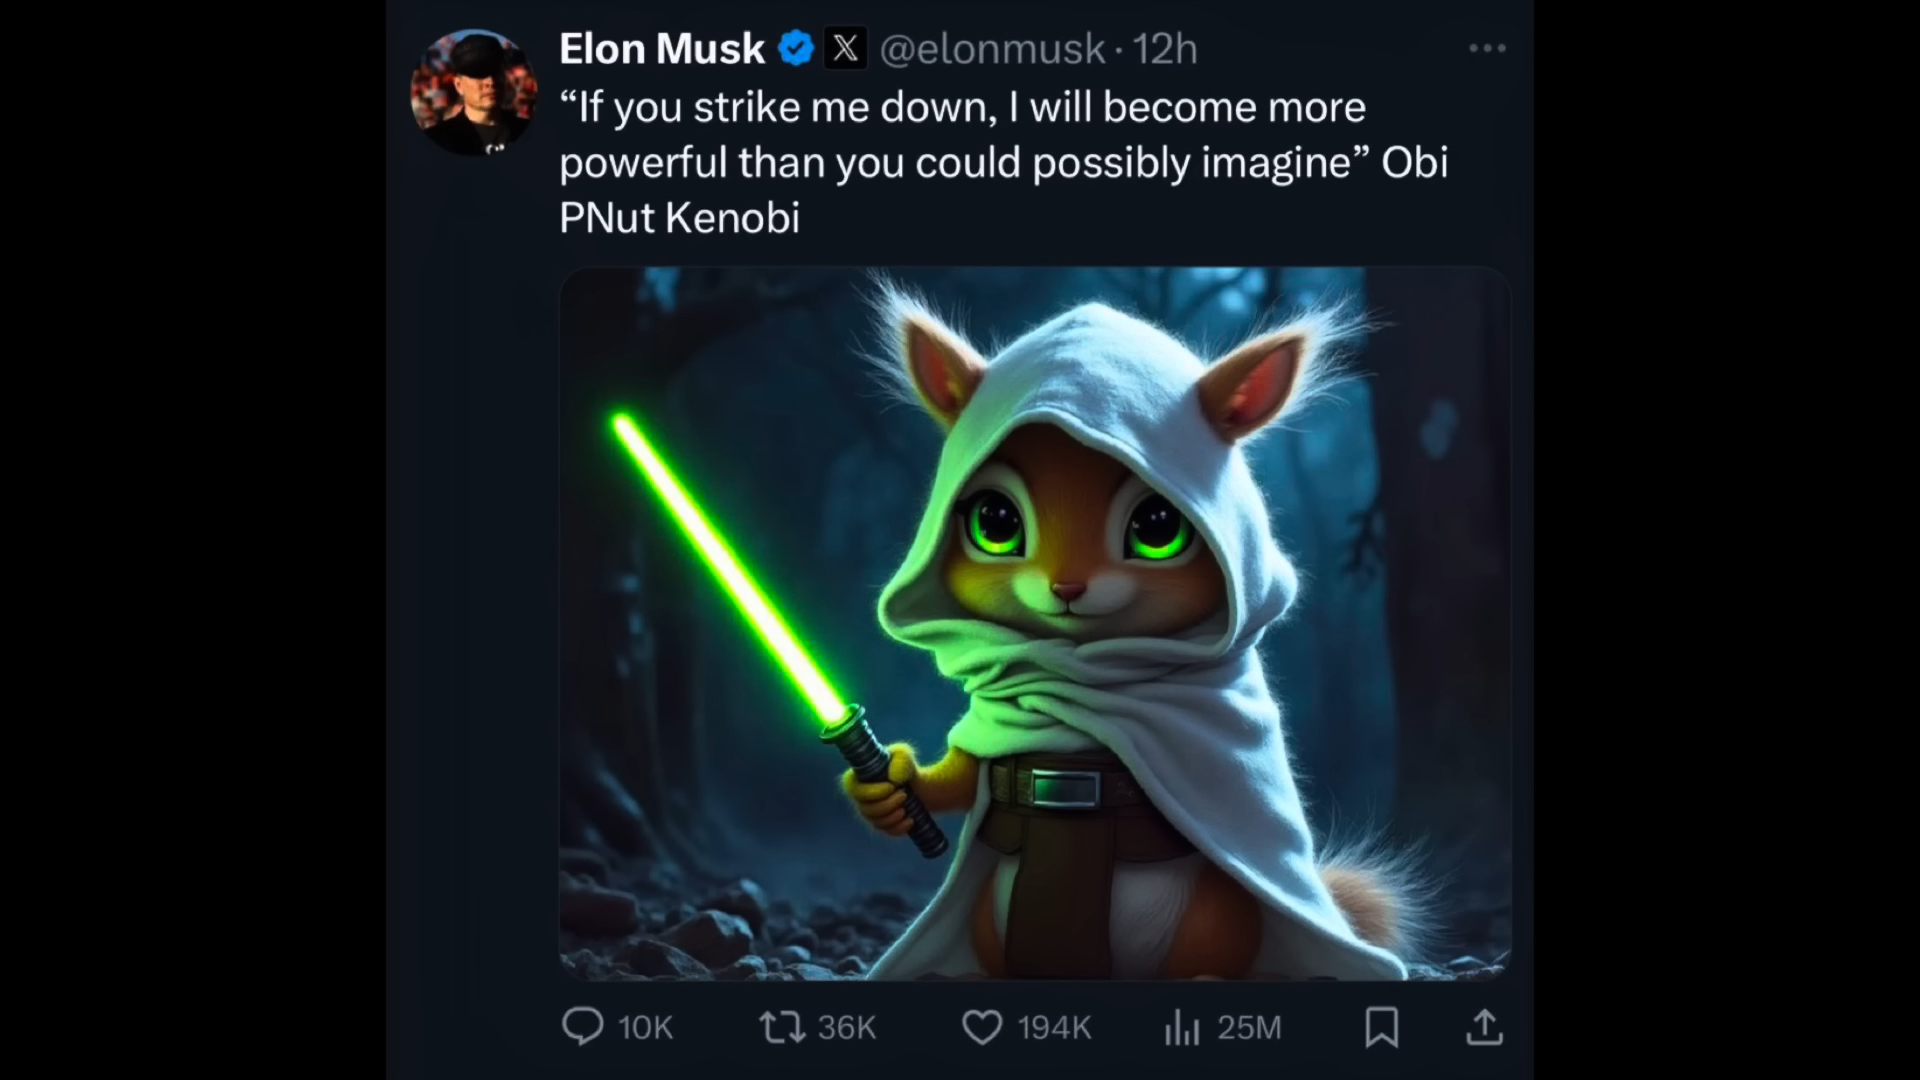 Elon Musk @elonmusk · 12h
“If you strike me down, I will become more
powerful than you could possibly imagine” Obi
PNut Kenobi
10K 36K 194K 25M